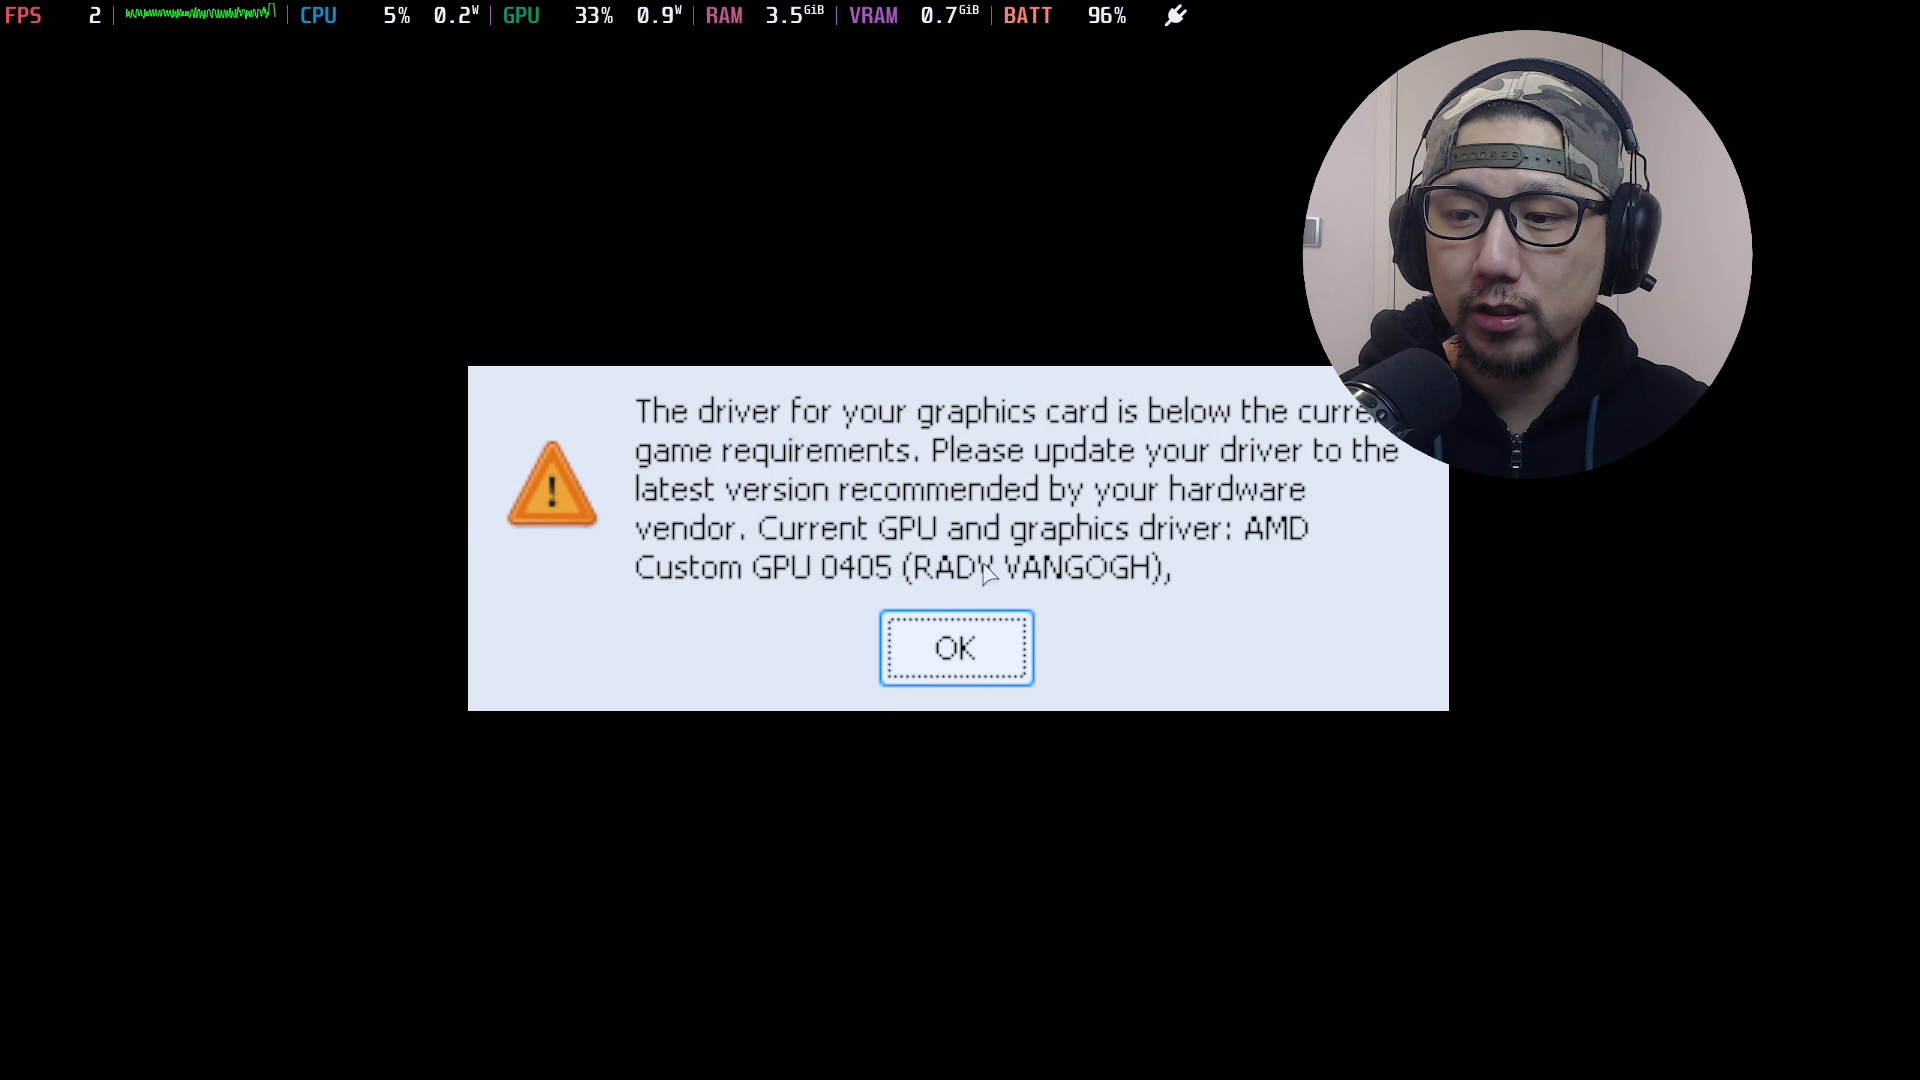 FPS 2 CPU 5% 0.2W GPU 33% 0.9W RAM 3.5GiB VRAM 0.7GiB BATT 96%
The driver for your graphics card is below the
game requirements. Please update your driver to the
latest version recommended by your hardware
vendor. Current GPU and graphics driver: AMD
Custom GPU 0405 (RADV VANGOGH),
OK